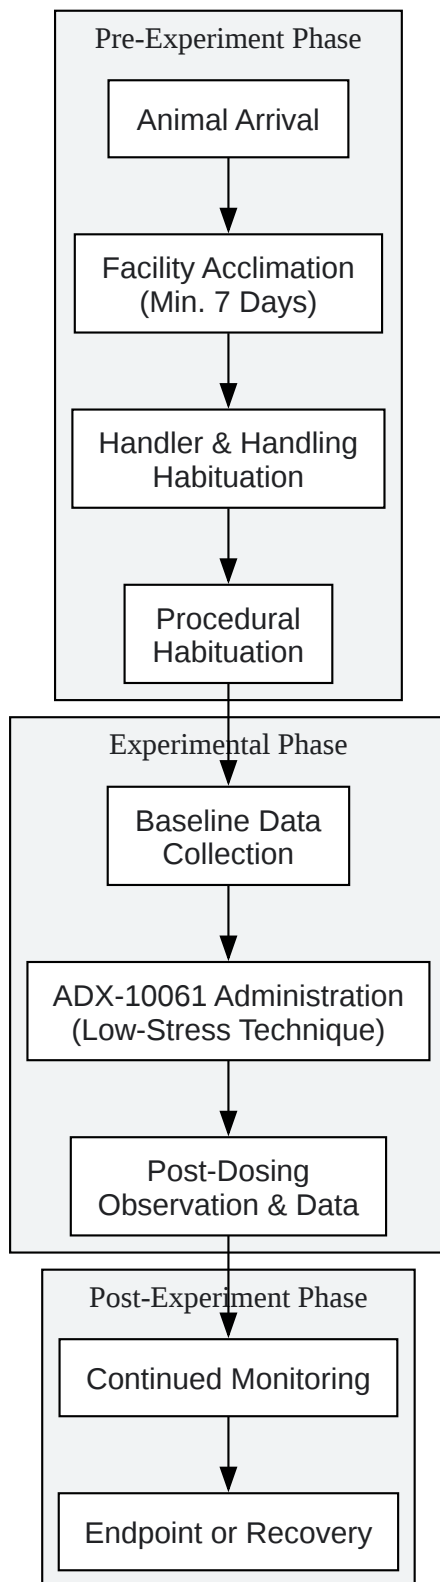 Pre-Experiment Phase
Animal Arrival
Facility Acclimation
(Min. 7 Days)
Handler & Handling
Habituation
Procedural
Habituation
Experimental Phase
Baseline Data
Collection
ADX-10061 Administration
(Low-Stress Technique)
Post-Dosing
Observation & Data
Post-Experiment Phase
Continued Monitoring
Endpoint or Recovery